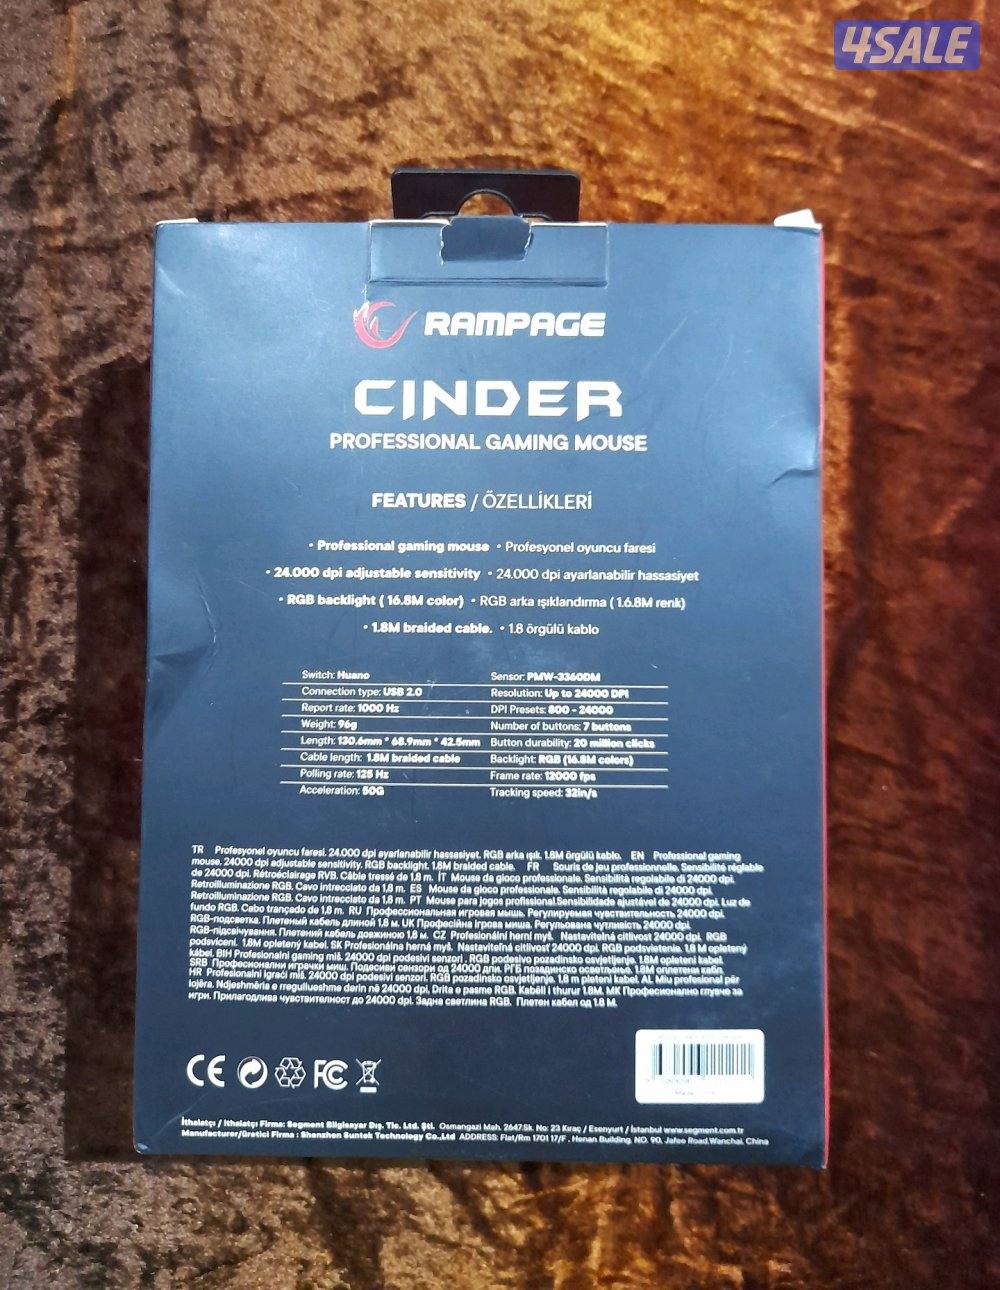 4SALE
RAMPAGE
CINDER
PROFESSIONAL GAMING MOUSE
FEATURES / ÖZELLİKLERİ
• Professional gaming mouse • Profesyonel oyuncu faresi
• 24.000 dpi adjustable sensitivity • 24.000 dpi ayarlanabilir hassasiyet
• RGB backlight ( 16.8M color) • RGB arka ışıklandırma ( 1.6.8M renk)
• 1.8M braided cable. • 1.8 örgülü kablo
Switch: Huano Sensor: PMW-3360DM
Connection type: USB 2.0 Resolution: Up to 24000 DPI
Report rate: 1000 Hz DPI Presets: 800 - 24000
Weight: 96g Number of buttons: 7 buttons
Length: 130.6mm * 68.9mm * 42.5mm Button durability: 20 million clicks
Cable length: 1.8M braided cable Backlight: RGB (16.8M colors)
Polling rate: 125 Hz Frame rate: 12000 fps
Acceleration: 50G Tracking speed: 32in/s
TR Profesyonel oyuncu faresi. 24.000 dpi ayarlanabilir hassasiyet. RGB arka ışık. 1.8M örgülü kablo. EN Professional gaming
mouse. 24000 dpi adjustable sensitivity. RGB backlight. 1.8M braided cable. FR Souris de jeu professionnelle. Sensibilité réglable
de 24000 dpi. Rétroéclairage RVB. Câble tressé de 1.8 m. İT Mouse da gioco professionale. Sensibilità regolabile di 24000 dpi.
Retroilluminazione RGB. Cavo intrecciato da 1.8 m. ES Mouse da gioco professionale. Sensibilità regolabile di 24000 dpi.
Retroilluminazione RGB. Cavo intrecciato da 1.8 m. PT Mouse para jogos profissional.Sensibilidade ajustável de 24000 dpi. Luz de
fundo RGB. Cabo trançado de 1.8 m. RU Профессиональная игровая мышь. Регулируемая чувствительность 24000 dpi.
RGB-подсветка. Плетеный кабель длиной 1.8 м. UK Професійна ігрова миша. Регульована чутливість 24000 dpi.
RGB-підсвічування. Плетений кабель довжиною 1.8 м. CZ Profesionální herní myš. Nastavitelná citlivost 24000 dpi. RGB
podsvícení. 1.8M opletený kabel. SK Profesionálna herná myš. Nastaviteľná citlivosť 24000 dpi. RGB podsvietenie. 1.8 M opletený
kábel. BIH Profesionalni gaming miš. 24000 dpi podesivi senzori . RGB podesivo pozadinsko osvjetljenje. 1.8M opleteni kabel.
SRB Професионални играчки миш. Подесиви сензори од 24000 дпи. РГБ позадинско осветљење. 1.8М оплетени кабл.
HR Profesionalni igrači miš. 24000 dpi podesivi senzori. RGB pozadinsko osvjetljenje. 1.8 m pleteni kabel. AL Miu profesional për
lojëra. Ndjeshmëria e rregullueshme derin në 24000 dpi, Drita e pasme RGB. Kabëll i thurur 1.8M. MK Професионално глувче за
игри. Прилагодлива чувствителност до 24000 dpi. Задна светлина RGB. Плетен кабел од 1.8 М.
CE FC
İthalatçı / Ithalatçı Firma: Segment Bilgisayar Dış. Tic. Ltd. Şti. Osmangazi Mah. 2647.Sk. No: 23 Kıraç / Esenyurt / İstanbul www.segment.com.tr
Manufacturer/Üretici Firma : Shenzhen Suntek Technology Co.,Ltd ADDRESS: Flat/Rm 1701 17/F . Henan Building. NO. 90, Jafee Road.Wanchai, China